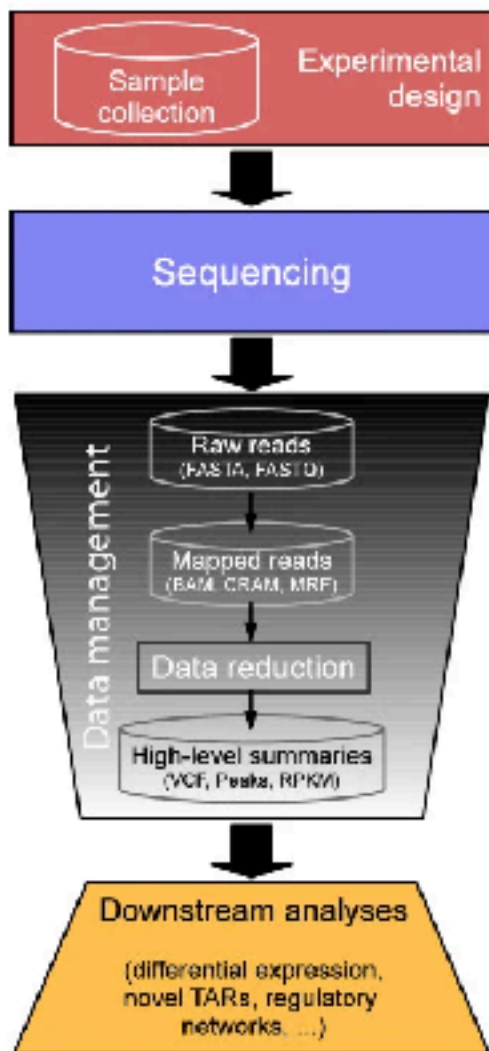 Sample
collection
Experimental
design
Sequencing
Data management
Raw reads
(FASTA, FASTQ)
Mapped reads
(BAM, CRAM, MRF)
Data reduction
High-level summaries
(VCF, Peaks, RPKM)
Downstream analyses
(differential expression,
novel TARs, regulatory
networks, ...)